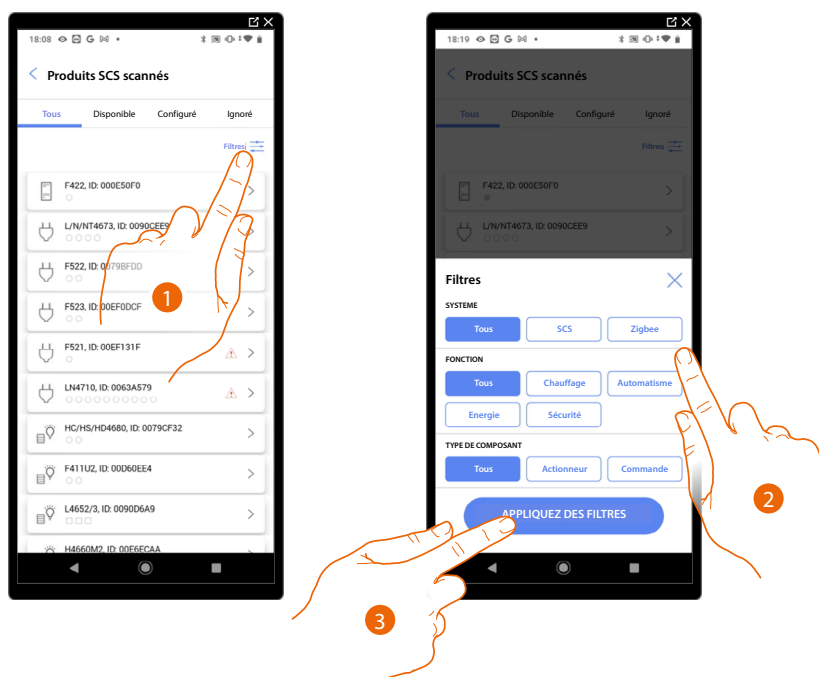 18:08 G
Produits SCS scannés
Tous Disponible Configuré Ignoré
Filtres
F422, ID: 000E50F0
L/N/NT4673, ID: 0090CEE9
F522, ID: 0079BFDD
F523, ID: 00EF0DCF
F521, ID: 00EF131F
LN4710, ID: 0063A579
HC/HS/HD4680, ID: 0079CF32
F411U2, ID: 00D60EE4
L4652/3, ID: 0090D6A9
H4660M2, ID: 00E6ECAA
1
18:19 G
Produits SCS scannés
Tous Disponible Configuré Ignoré
Filtres
F422, ID: 000E50F0
L/N/NT4673, ID: 0090CEE9
Filtres
SYSTEME
Tous SCS Zigbee
FONCTION
Tous Chauffage Automatisme
Energie Sécurité
TYPE DE COMPOSANT
Tous Actionneur Commande
APPLIQUEZ DES FILTRES
2
3